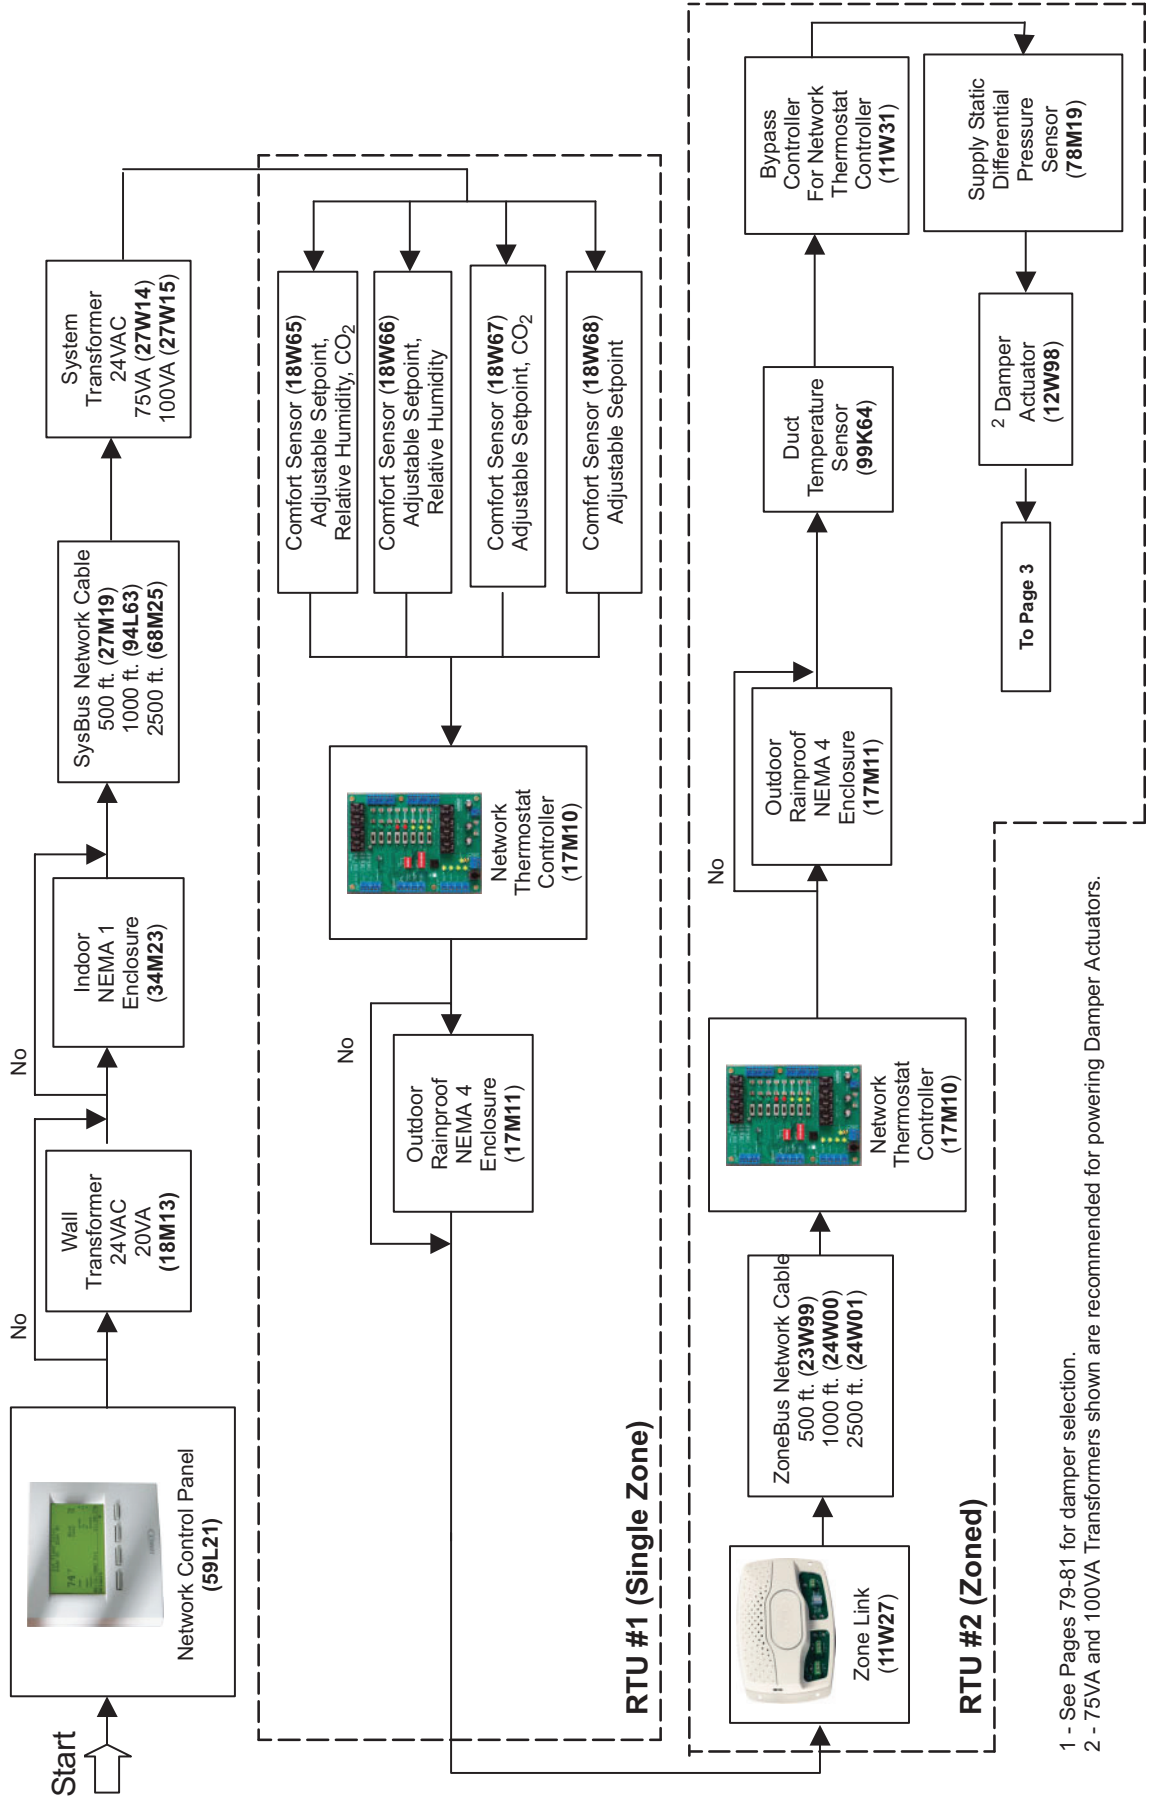 Start
Network Control Panel
(59L21)
No
Wall
Transformer
24VAC
20VA
(18M13)
No
Indoor
NEMA 1
Enclosure
(34M23)
SysBus Network Cable
500 ft. (27M19)
1000 ft. (94L63)
2500 ft. (68M25)
System
Transformer
24VAC
75VA (27W14)
100VA (27W15)
RTU #1 (Single Zone)
Comfort Sensor (18W65)
Adjustable Setpoint,
Relative Humidity, CO2
Comfort Sensor (18W66)
Adjustable Setpoint,
Relative Humidity
Comfort Sensor (18W67)
Adjustable Setpoint, CO2
Comfort Sensor (18W68)
Adjustable Setpoint
Network
Thermostat
Controller
(17M10)
No
Outdoor
Rainproof
NEMA 4
Enclosure
(17M11)
RTU #2 (Zoned)
Zone Link
(11W27)
ZoneBus Network Cable
500 ft. (23W99)
1000 ft. (24W00)
2500 ft. (24W01)
Network
Thermostat
Controller
(17M10)
No
Outdoor
Rainproof
NEMA 4
Enclosure
(17M11)
Duct
Temperature
Sensor
(99K64)
Bypass
Controller
For Network
Thermostat
Controller
(11W31)
Supply Static
Differential
Pressure
Sensor
(78M19)
2 Damper
Actuator
(12W98)
To Page 3
1 - See Pages 79-81 for damper selection.
2 - 75VA and 100VA Transformers shown are recommended for powering Damper Actuators.